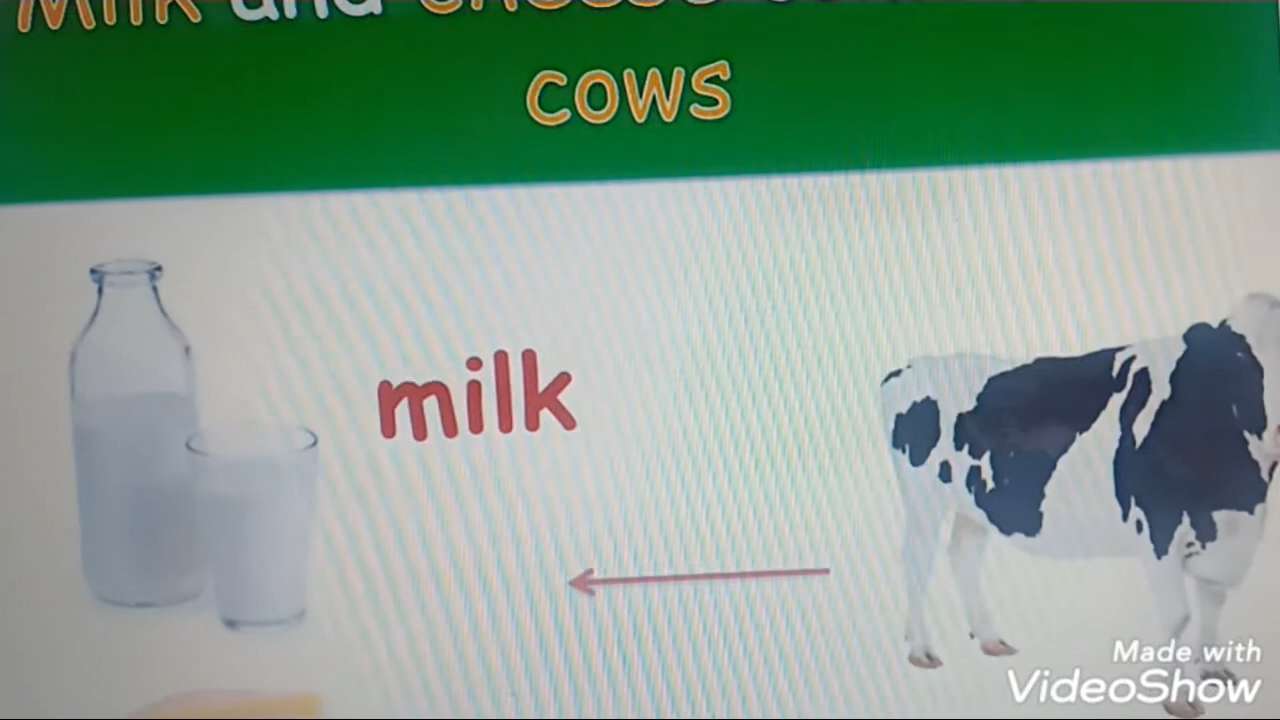 Milk and cheese
cows
milk
Made with
VideoShow